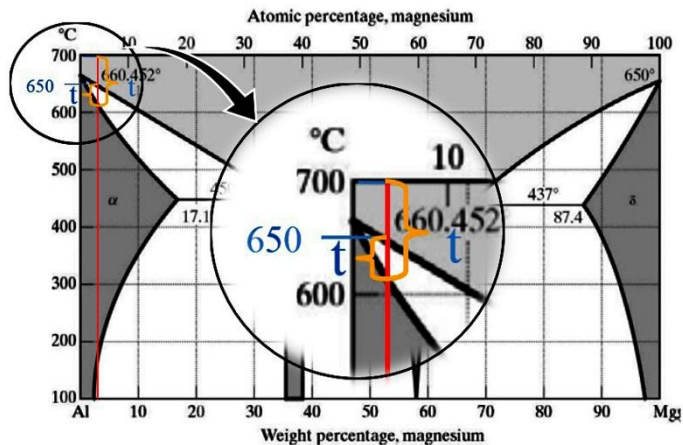 Atomic percentage, magnesium
°C
10 20 30 40 50 60 70 80 90 100
700
660.452°
650°
650
t
t
600
500
45
17.1
437°
87.4
α
δ
400
300
200
100
°C
10
700
660.452
650
t
t
600
Al 10 20 30 40 50 60 70 80 90 Mg
Weight percentage, magnesium